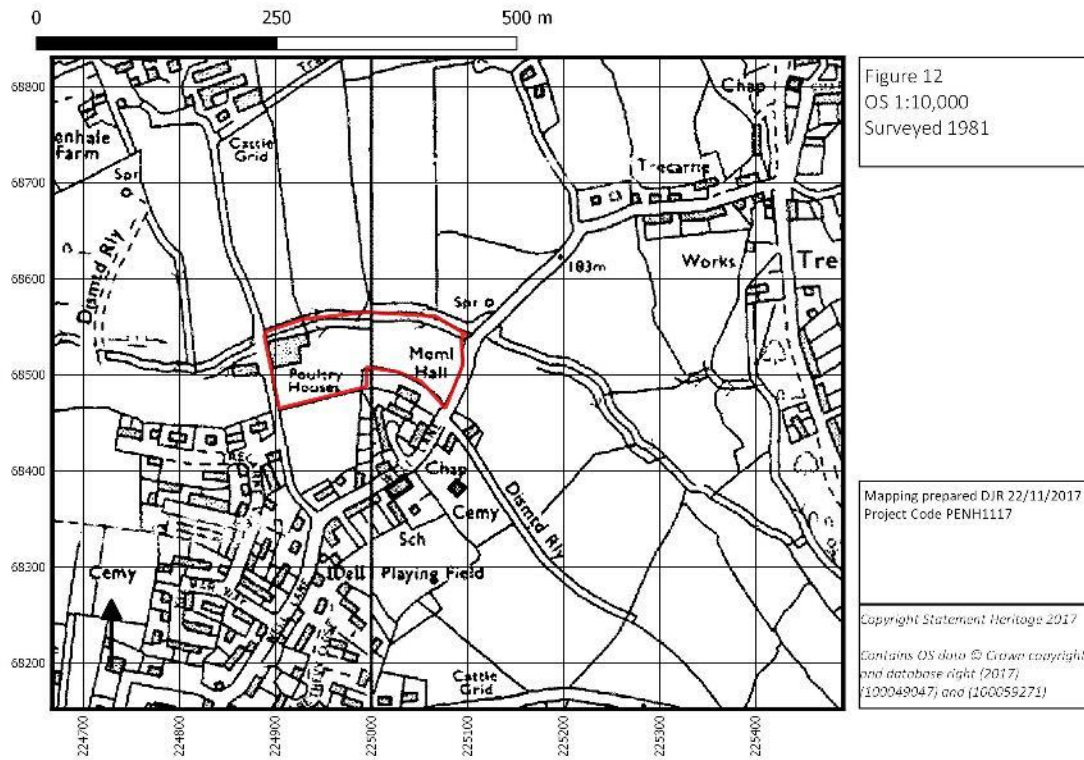 0 250 500 m
Figure 12
OS 1:10,000
Surveyed 1981
68800
68700
68600
68500
68400
68300
68200
enhale
Farm
Spr
Cattle
Grid
Chap
Trecarne
Works
Tre
183m
Dismtd Rly
Spr
Meml
Hall
Poultry
Houses
Chap
Cemy
Dismtd Rly
Sch
Well
Playing Field
Cemy
Cattle
Grid
224700
224800
224900
225000
225100
225200
225300
225400
Mapping prepared DJR 22/11/2017
Project Code PENH1117
Copyright Statement Heritage 2017
Contains OS data © Crown copyright
and database right (2017)
(100049047) and (100059271)